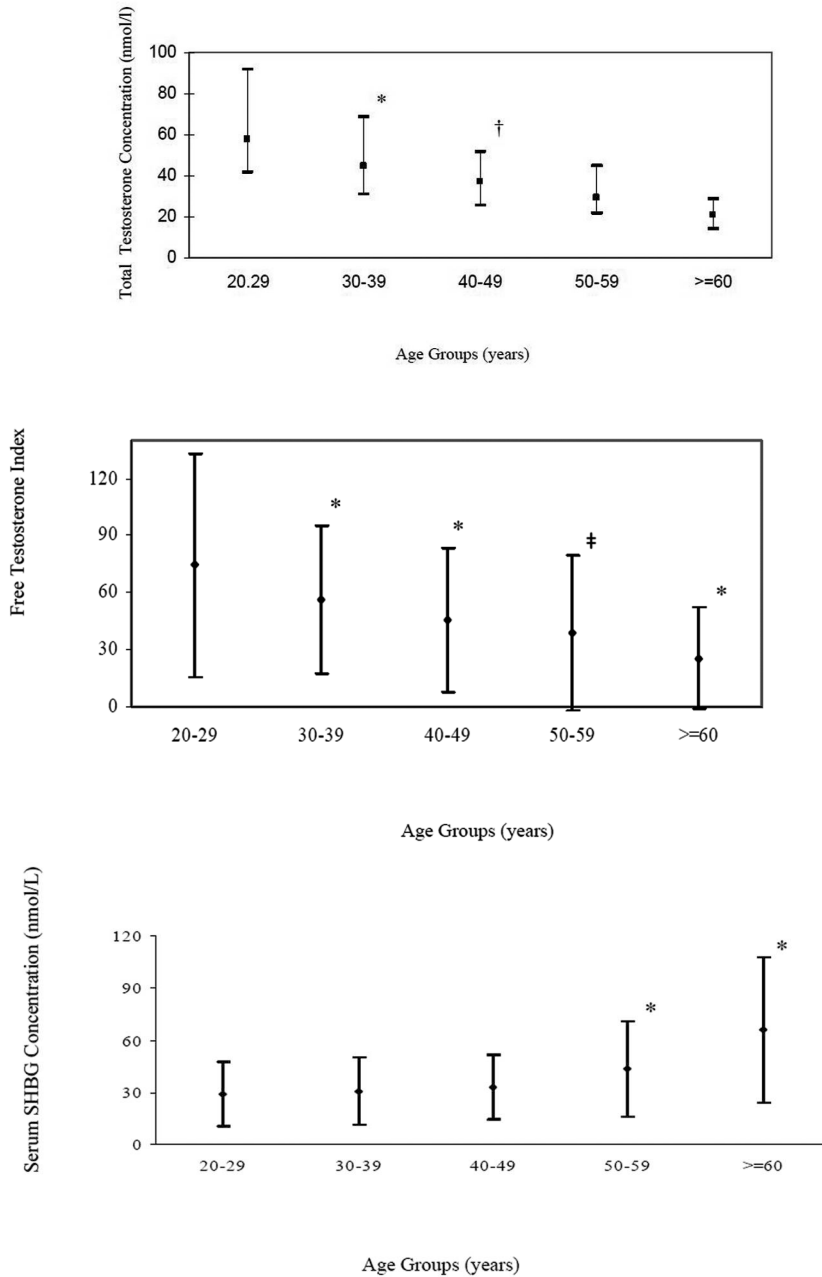 Total Testosterone Concentration (nmol/l)
100
80
60
40
20
0
*
†
20.29 30-39 40-49 50-59 >=60
Age Groups (years)
Free Testosterone Index
120
90
60
30
0
* * ‡ *
20-29 30-39 40-49 50-59 >=60
Age Groups (years)
Serum SHBG Concentration (nmol/L)
120
90
60
30
0
* *
20-29 30-39 40-49 50-59 >=60
Age Groups (years)